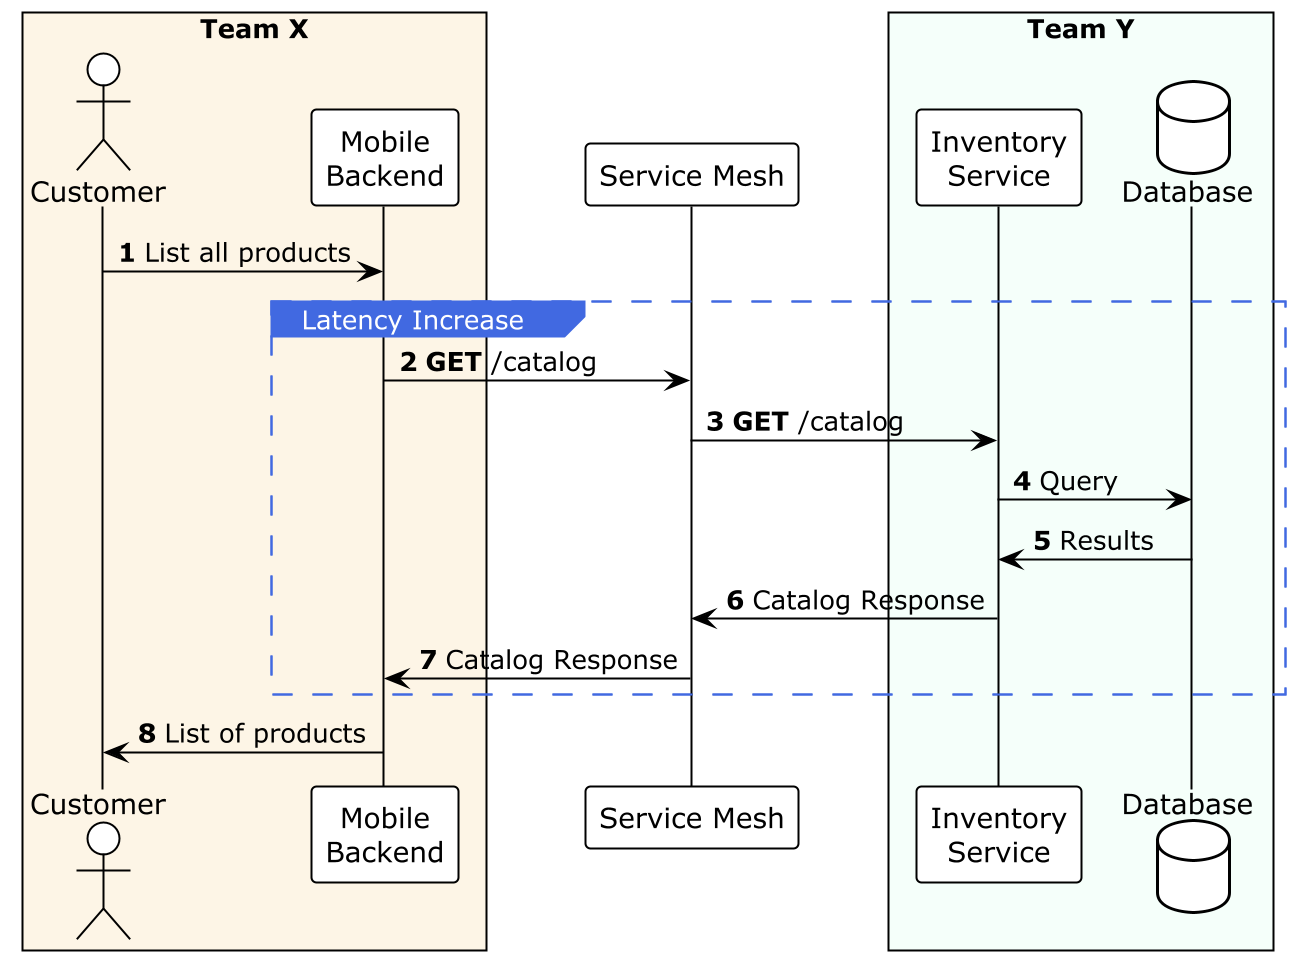 Team X
Team Y
Customer
Mobile
Backend
Service Mesh
Inventory
Service
Database
1 List all products
Latency Increase
2 GET /catalog
3 GET /catalog
4 Query
5 Results
6 Catalog Response
7 Catalog Response
8 List of products
Customer
Mobile
Backend
Service Mesh
Inventory
Service
Database